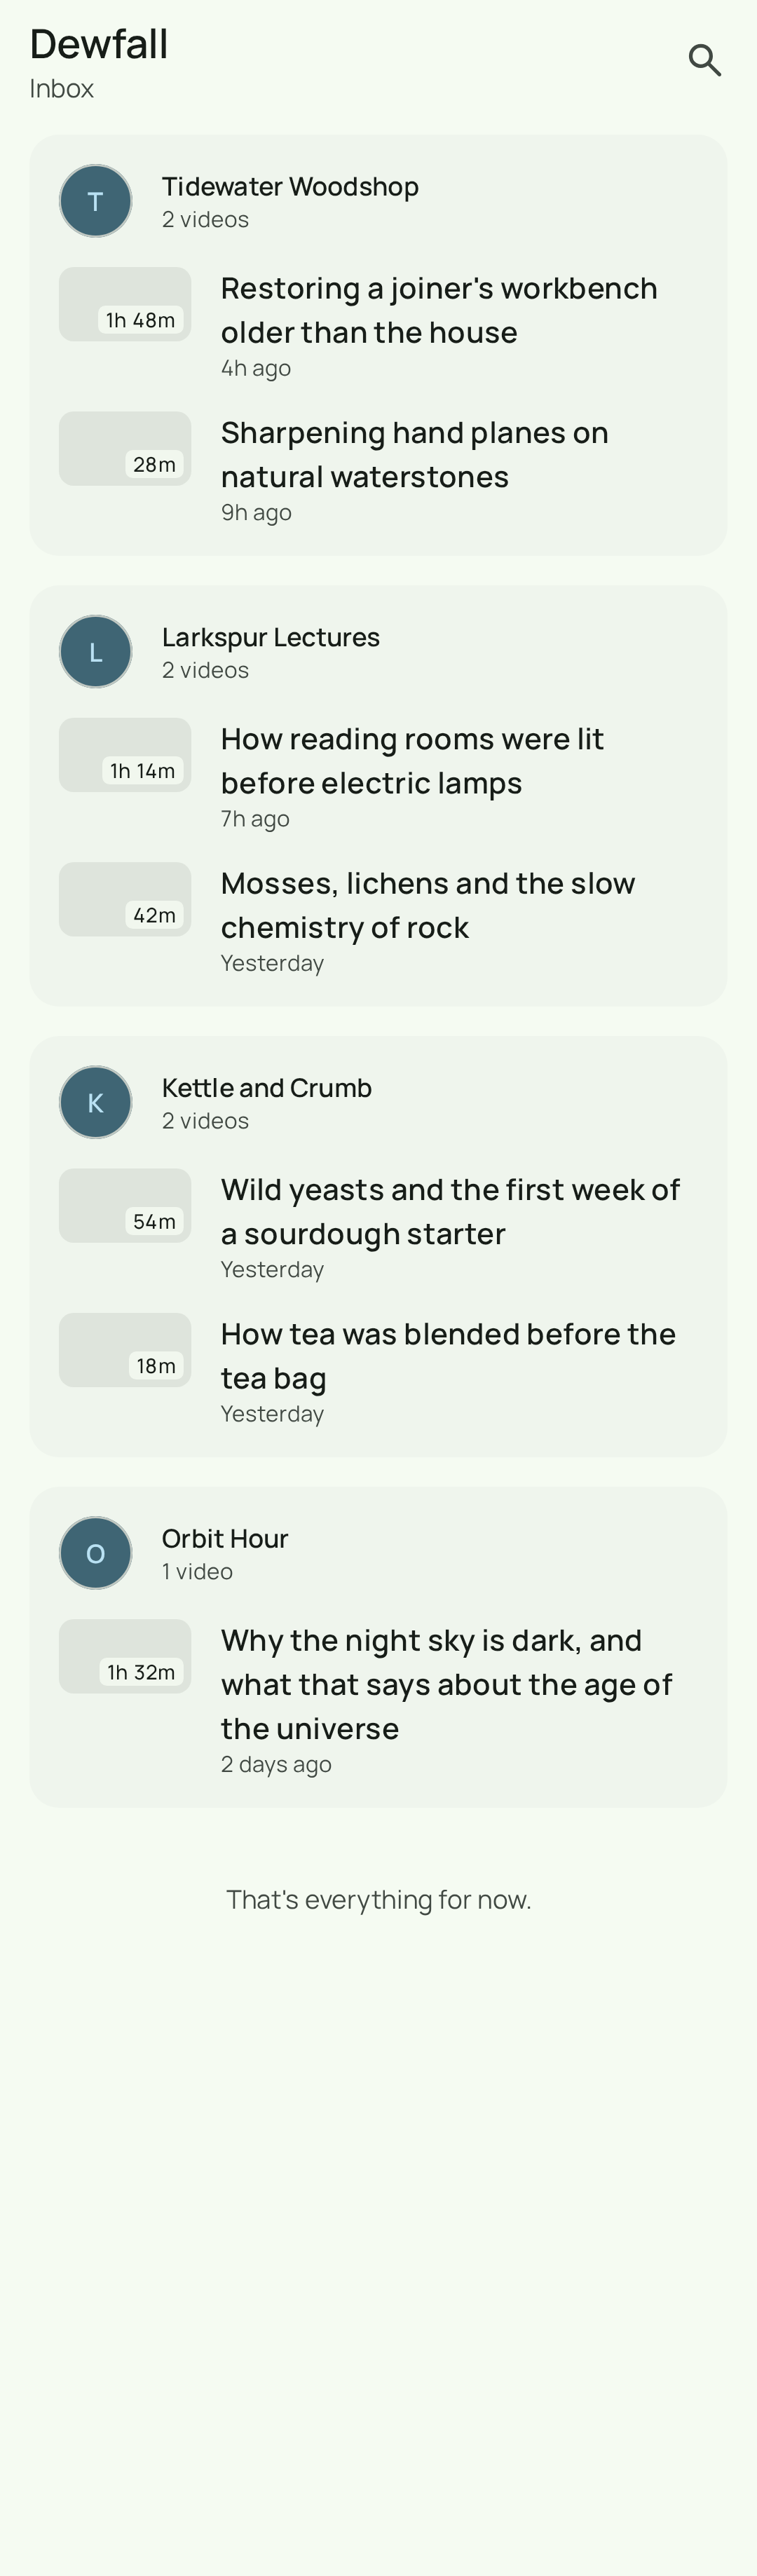 Dewfall
Inbox
T
Tidewater Woodshop
2 videos
1h 48m
Restoring a joiner's workbench
older than the house
4h ago
28m
Sharpening hand planes on
natural waterstones
9h ago
L
Larkspur Lectures
2 videos
1h 14m
How reading rooms were lit
before electric lamps
7h ago
42m
Mosses, lichens and the slow
chemistry of rock
Yesterday
K
Kettle and Crumb
2 videos
54m
Wild yeasts and the first week of
a sourdough starter
Yesterday
18m
How tea was blended before the
tea bag
Yesterday
O
Orbit Hour
1 video
1h 32m
Why the night sky is dark, and
what that says about the age of
the universe
2 days ago
That's everything for now.